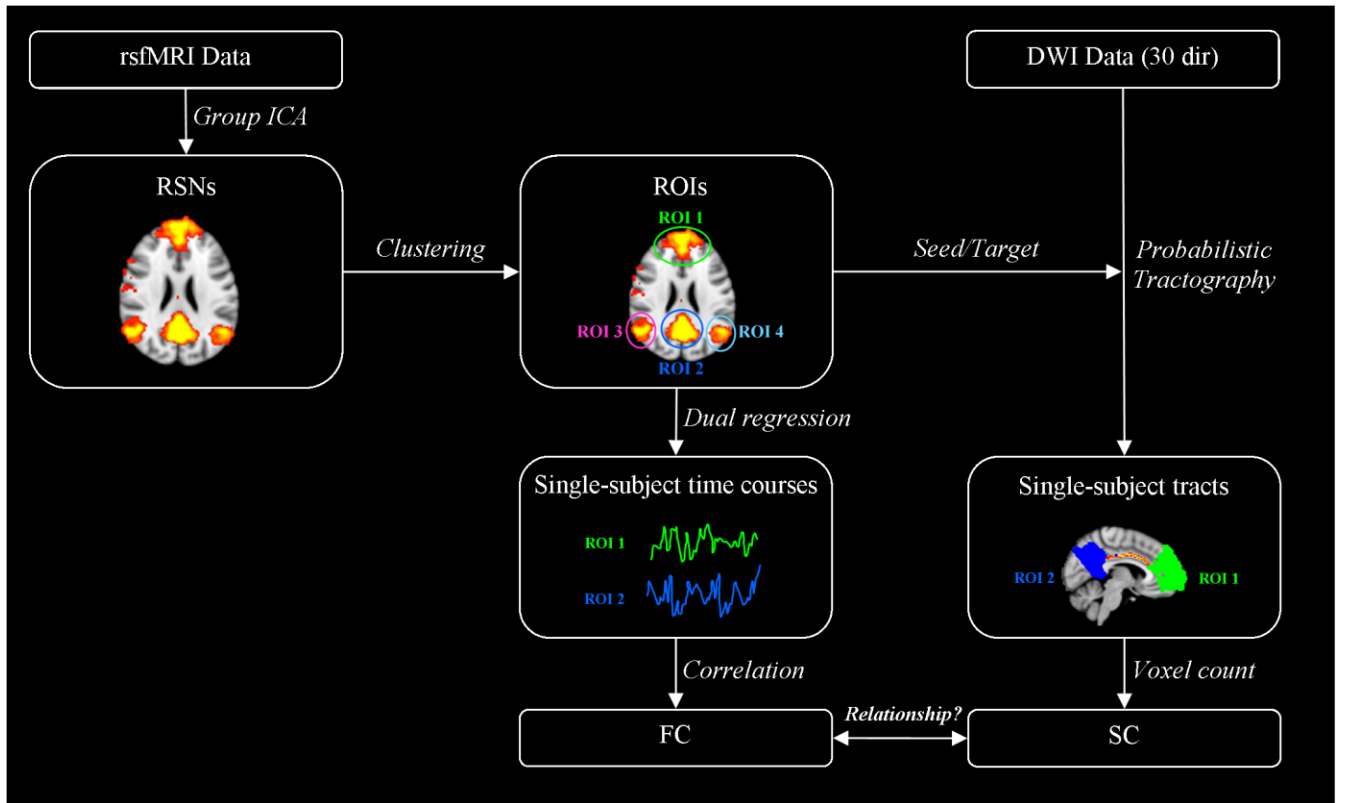 rsfMRI Data
DWI Data (30 dir)
Group ICA
RSNs
ROIs
ROI 1
Clustering
Seed/Target
Probabilistic
Tractography
ROI 3
ROI 4
ROI 2
Dual regression
Single-subject time courses
ROI 1
ROI 2
Single-subject tracts
ROI 2
ROI 1
Correlation
Voxel count
FC
Relationship?
SC